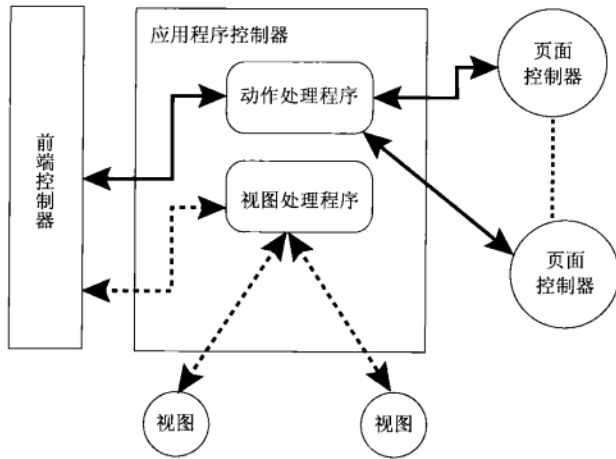 应用程序控制器
页面
控制器
动作处理程序
前
端
控
制
器
视图处理程序
页面
控制器
视图
视图